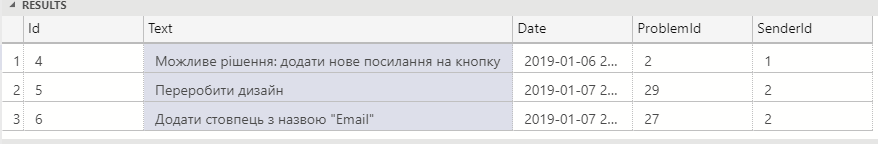 RESULTS
Id Text Date ProblemId SenderId
1 4 Можливе рішення: додати нове посилання на кнопку 2019-01-06 2... 2 1
2 5 Переробити дизайн 2019-01-07 2... 29 2
3 6 Додати стовпець з назвою "Email" 2019-01-07 2... 27 2